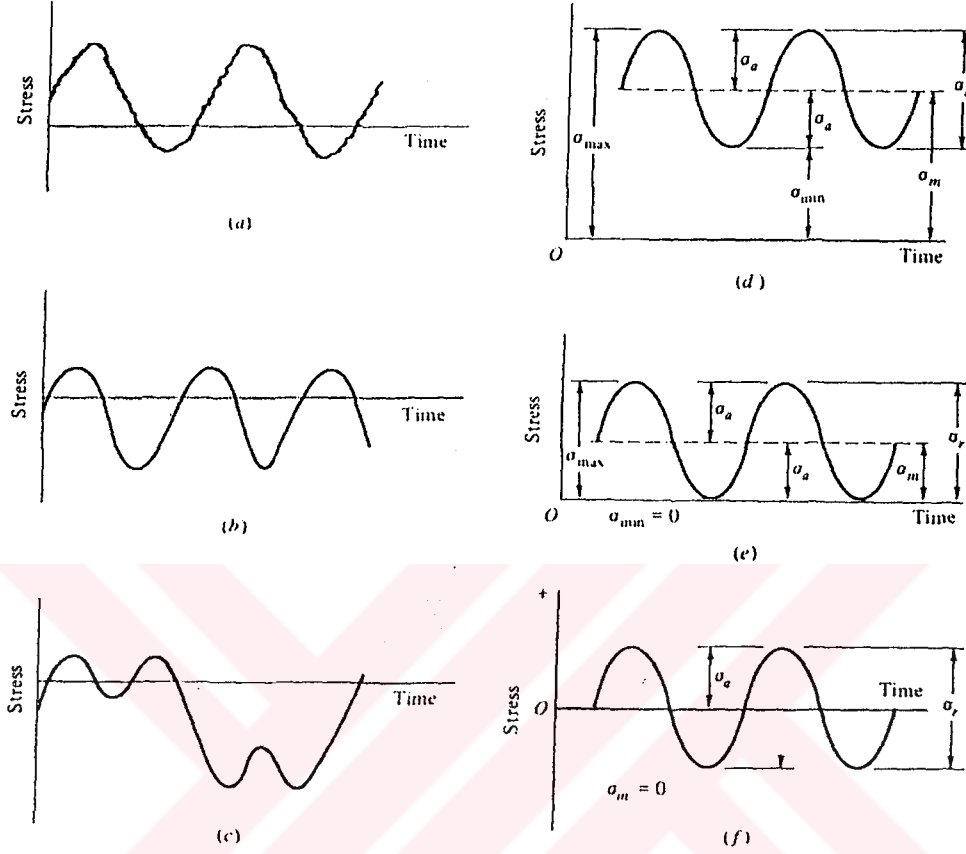 Stress
Time
(a)
Stress
Time
(b)
Stress
Time
(c)
Stress
σmax
σa
σa
σmin
σm
O
Time
(d)
Stress
σmax
σa
σa
σm
σr
O
σmin = 0
Time
(e)
+
Stress
O
σa
Time
σr
σm = 0
(f)